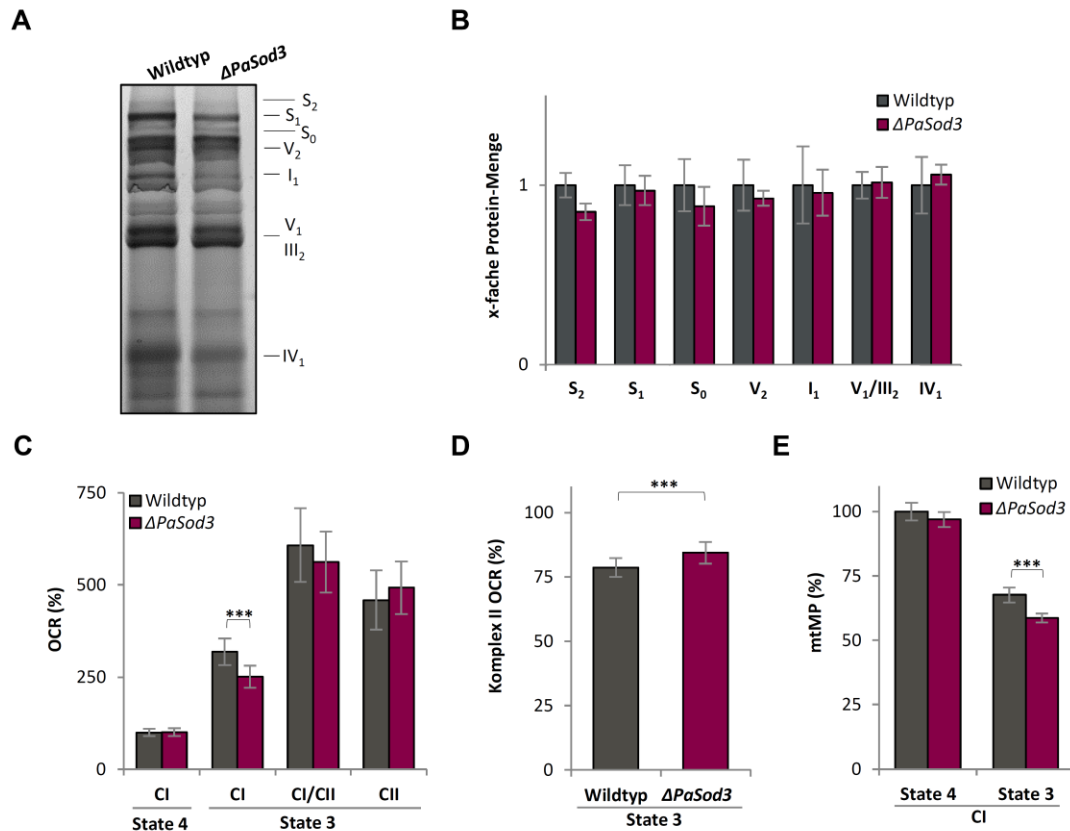 A
Wildtyp ΔPaSod3
S₂
S₁
S₀
V₂
I₁
V₁
III₂
IV₁
B
Wildtyp
ΔPaSod3
x-fache Protein-Menge
1
0
S₂ S₁ S₀ V₂ I₁ V₁/III₂ IV₁
C
Wildtyp
ΔPaSod3
OCR (%)
750
500
250
0
***
CI CI CI/CII CII
State 4 State 3
D
Komplex II OCR (%)
100
75
50
25
0
***
Wildtyp ΔPaSod3
State 3
E
Wildtyp
ΔPaSod3
mtMP (%)
100
75
50
25
0
***
State 4 State 3
CI